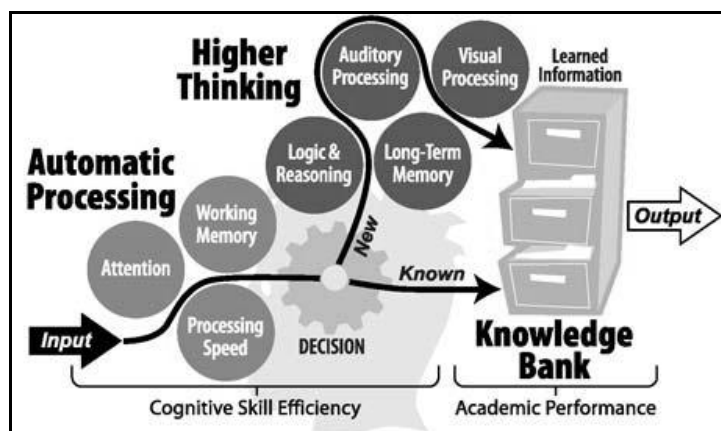 Higher
Thinking
Auditory
Processing
Visual
Processing
Learned
Information
Automatic
Processing
Logic &
Reasoning
Long-Term
Memory
Working
Memory
Attention
New
Known
Output
Input
Processing
Speed
DECISION
Knowledge
Bank
Cognitive Skill Efficiency
Academic Performance